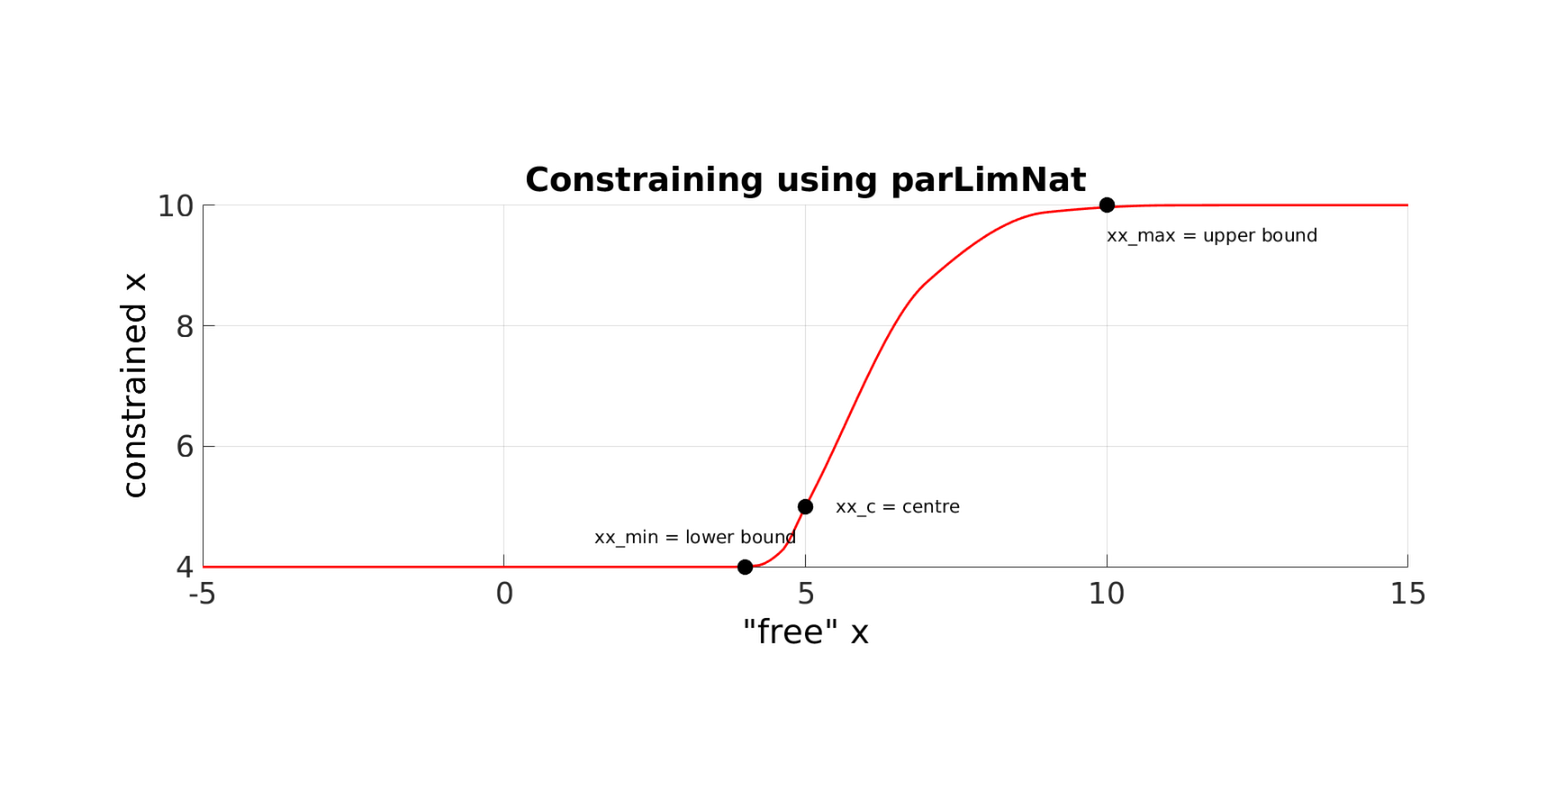 Constraining using parLimNat
10
xx_max = upper bound
8
constrained x
6
xx_c = centre
xx_min = lower bound
4
-5 0 5 10 15
"free" x